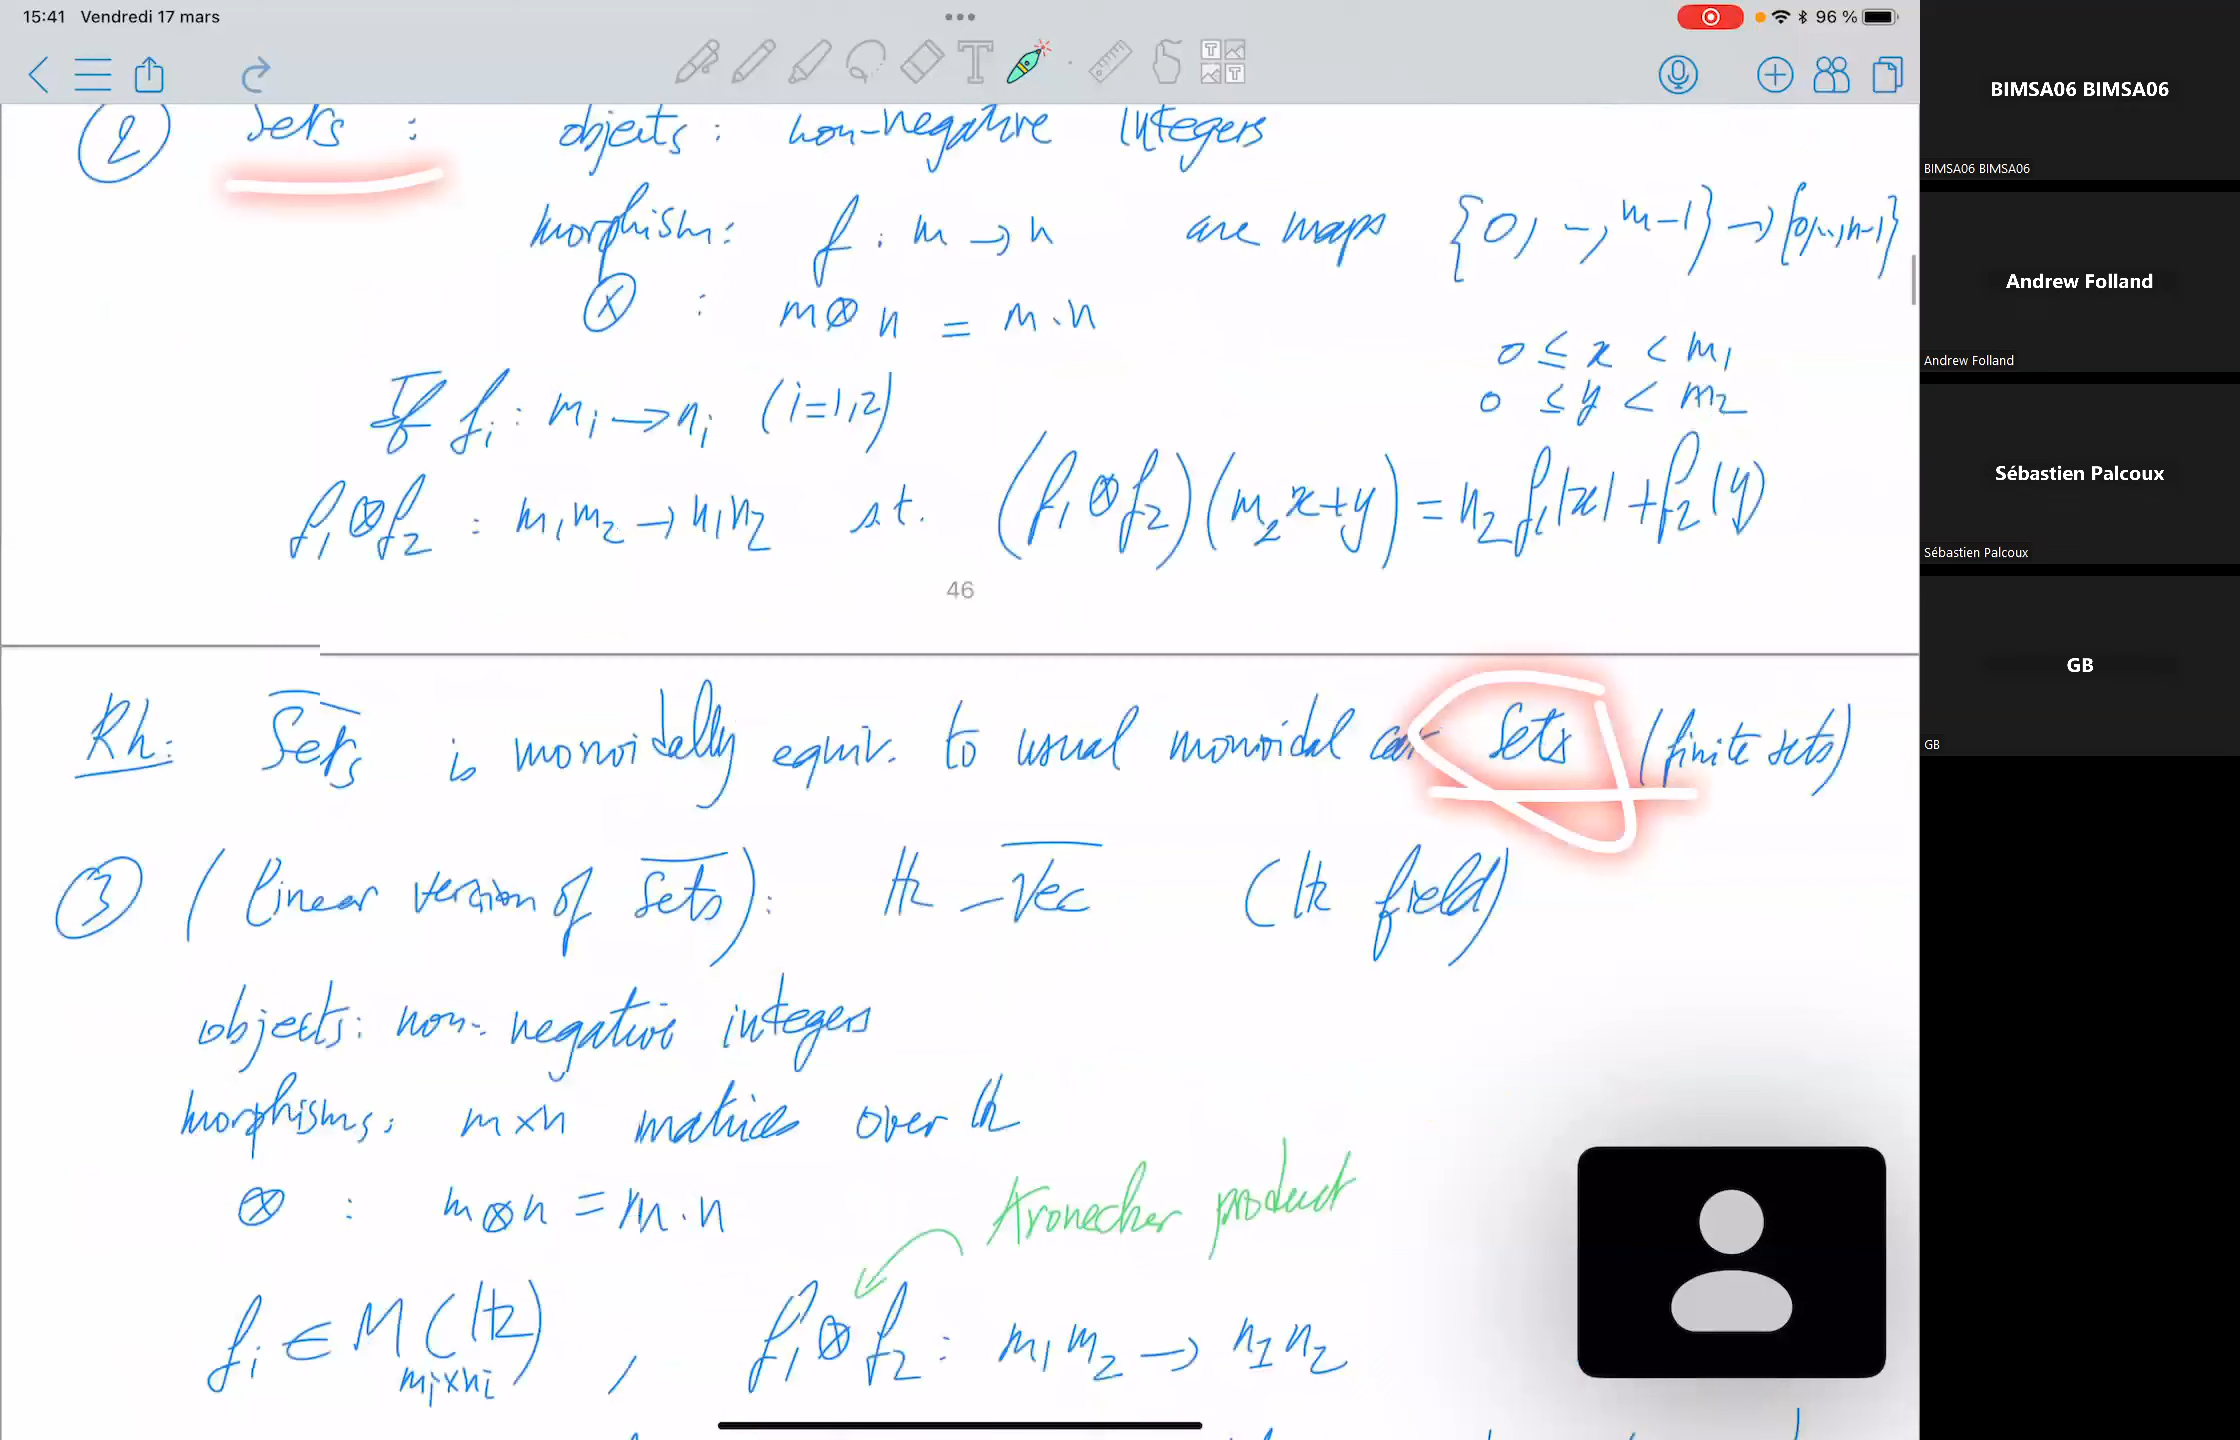 15:41 Vendredi 17 mars
96 %
② Sets : objects : non-negative integers
morphism: f : m → n are maps {0, -, m-1} → {0,..,n-1}
⊗ : m ⊗ n = m . n
0 ≤ x < m₁
0 ≤ y < m₂
If fᵢ : mᵢ → nᵢ (i=1,2)
f₁ ⊗ f₂ : m₁m₂ → n₁n₂ s.t. (f₁ ⊗ f₂)(m₂x+y) = n₂ f₁(x) + f₂(y)
46
Rk: S̅e̅t̅s̅ is monoidally equiv. to usual monoidal cat Sets (finite sets)
③ (linear version of S̅e̅t̅s̅): 𝕜 - V̅e̅c̅ (𝕜 field)
objects: non-negative integers
morphisms: m×n matrices over 𝕜
⊗ : m ⊗ n = m . n
Kronecker product
fᵢ ∈ M(𝕜) mᵢ×nᵢ , f₁ ⊗ f₂ : m₁m₂ → n₁n₂
BIMSA06 BIMSA06
BIMSA06 BIMSA06
Andrew Folland
Andrew Folland
Sébastien Palcoux
Sébastien Palcoux
GB
GB